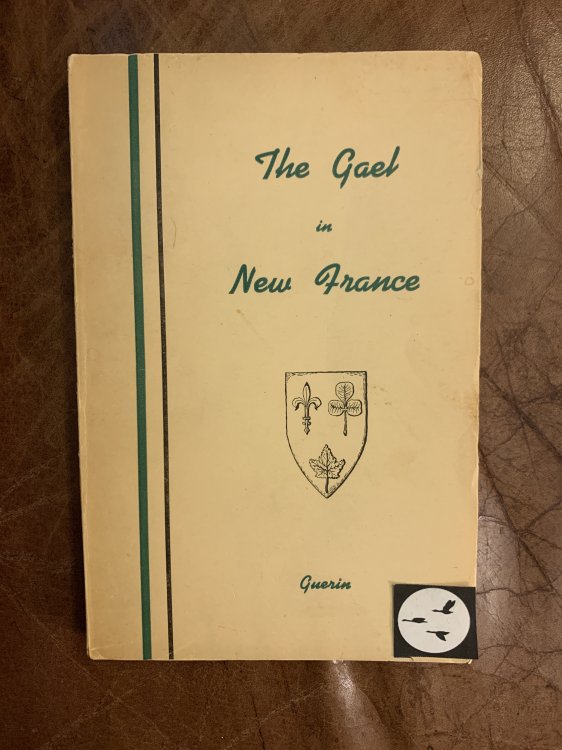 The Gael
in
New France
Guerin